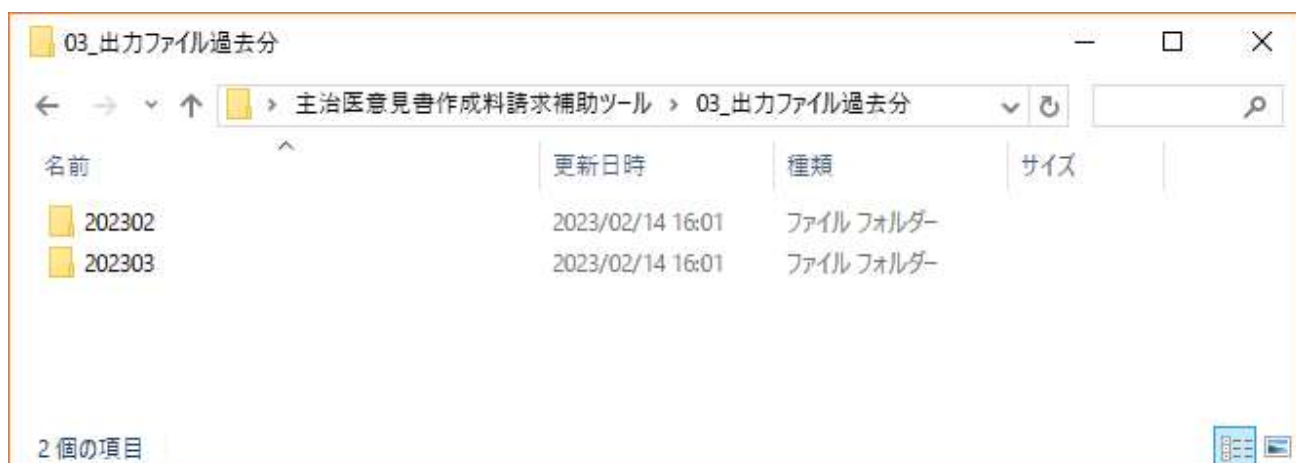 03_出力ファイル過去分
主治医意見書作成料請求補助ツール › 03_出力ファイル過去分
名前 更新日時 種類 サイズ
202302 2023/02/14 16:01 ファイル フォルダー
202303 2023/02/14 16:01 ファイル フォルダー
2 個の項目